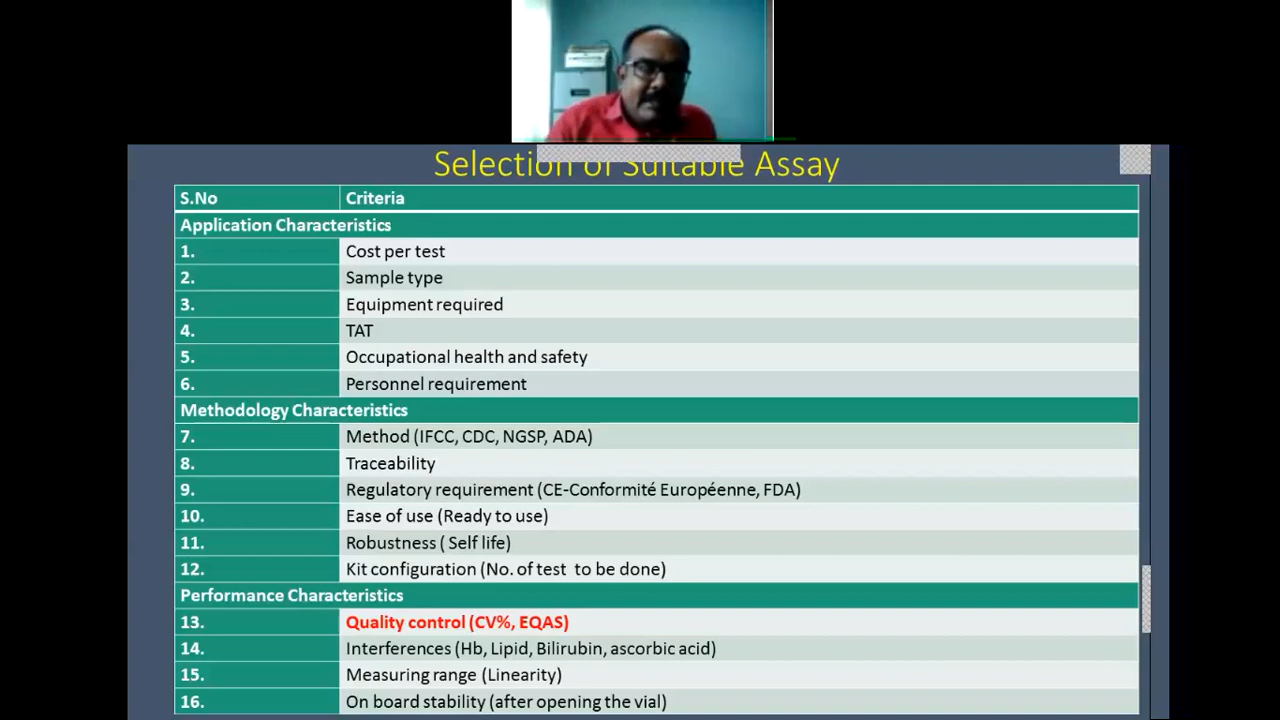 Selection of Suitable Assay
S.No Criteria
Application Characteristics
1. Cost per test
2. Sample type
3. Equipment required
4. TAT
5. Occupational health and safety
6. Personnel requirement
Methodology Characteristics
7. Method (IFCC, CDC, NGSP, ADA)
8. Traceability
9. Regulatory requirement (CE-Conformité Européenne, FDA)
10. Ease of use (Ready to use)
11. Robustness ( Self life)
12. Kit configuration (No. of test to be done)
Performance Characteristics
13. Quality control (CV%, EQAS)
14. Interferences (Hb, Lipid, Bilirubin, ascorbic acid)
15. Measuring range (Linearity)
16. On board stability (after opening the vial)